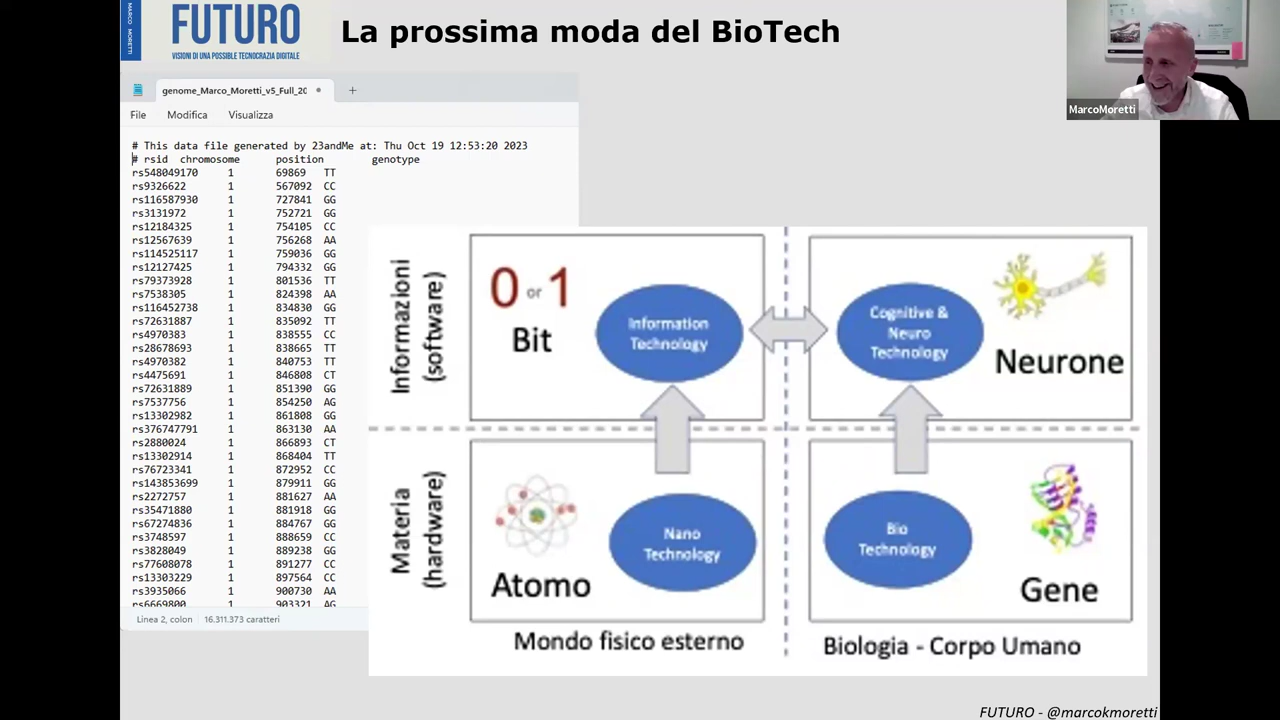 MARCO MORETTI
FUTURO
VISIONI DI UNA POSSIBILE TECNOCRAZIA DIGITALE
La prossima moda del BioTech
MarcoMoretti
genome_Marco_Moretti_v5_Full_20
File Modifica Visualizza
# This data file generated by 23andMe at: Thu Oct 19 12:53:20 2023
# rsid chromosome position genotype
rs548049170 1 69869 TT
rs9326622 1 567092 CC
rs116587930 1 727841 GG
rs3131972 1 752721 GG
rs12184325 1 754105 CC
rs12567639 1 756268 AA
rs114525117 1 759036 GG
rs12127425 1 794332 GG
rs79373928 1 801536 TT
rs7538305 1 824398 AA
rs116452738 1 834830 GG
rs72631887 1 835092 TT
rs4970383 1 838555 CC
rs28678693 1 838665 TT
rs4970382 1 840753 TT
rs4475691 1 846808 CT
rs72631889 1 851390 GG
rs7537756 1 854250 AG
rs13302982 1 861808 GG
rs376747791 1 863130 AA
rs2880024 1 866893 CT
rs13302914 1 868404 TT
rs76723341 1 872952 CC
rs143853699 1 879911 GG
rs2272757 1 881627 AA
rs35471880 1 881918 GG
rs67274836 1 884767 GG
rs3748597 1 888659 CC
rs3828049 1 889238 GG
rs77608078 1 891277 CC
rs13303229 1 897564 CC
rs3935066 1 900730 AA
rs6669800 1 903321 AG
Linea 2, colon 16.311.373 caratteri
Informazioni
(software)
0 or 1
Bit
Information
Technology
Cognitive &
Neuro
Technology
Neurone
Materia
(hardware)
Atomo
Nano
Technology
Bio
Technology
Gene
Mondo fisico esterno
Biologia - Corpo Umano
FUTURO - @marcokmoretti